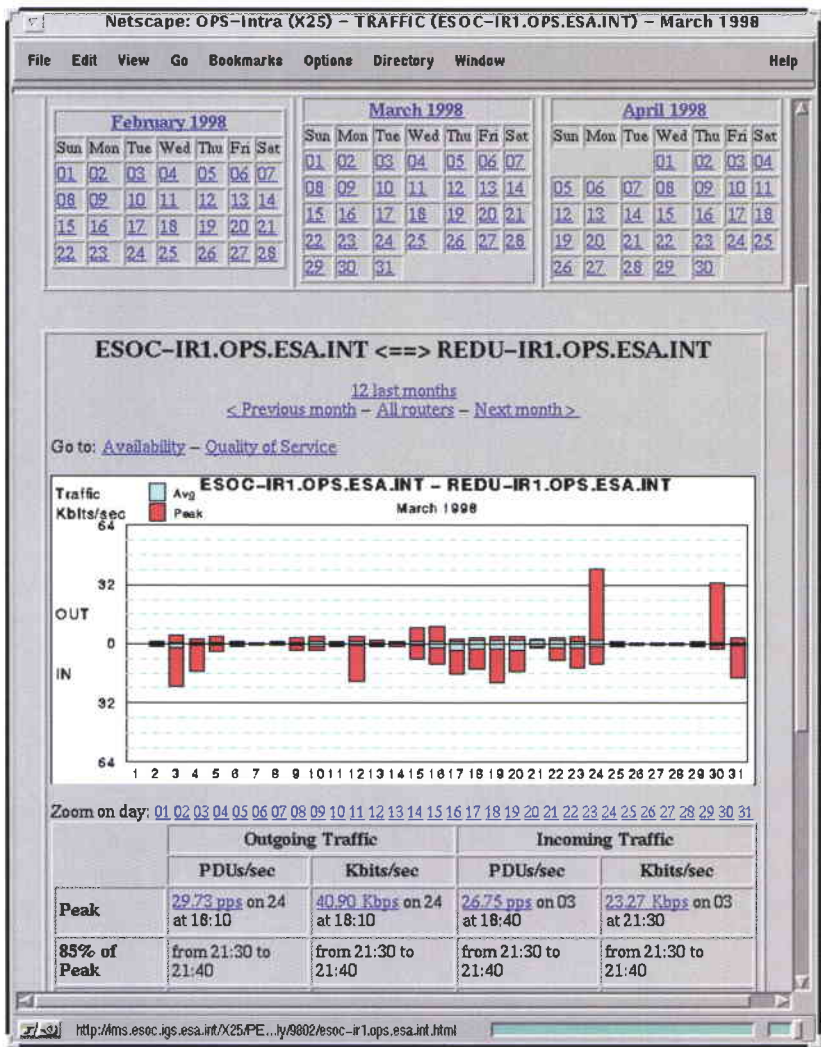 Netscape: OPS-Intra (X25) - TRAFFIC (ESOC-IR1.OPS.ESA.INT) - March 1998
File Edit View Go Bookmarks Options Directory Window Help
February 1998
Sun Mon Tue Wed Thu Fri Sat
01 02 03 04 05 06 07
08 09 10 11 12 13 14
15 16 17 18 19 20 21
22 23 24 25 26 27 28
March 1998
Sun Mon Tue Wed Thu Fri Sat
01 02 03 04 05 06 07
08 09 10 11 12 13 14
15 16 17 18 19 20 21
22 23 24 25 26 27 28
29 30 31
April 1998
Sun Mon Tue Wed Thu Fri Sat
01 02 03 04
05 06 07 08 09 10 11
12 13 14 15 16 17 18
19 20 21 22 23 24 25
26 27 28 29 30
ESOC-IR1.OPS.ESA.INT <==> REDU-IR1.OPS.ESA.INT
12 last months
< Previous month - All routers - Next month >
Go to: Availability - Quality of Service
ESOC-IR1.OPS.ESA.INT - REDU-IR1.OPS.ESA.INT
March 1998
Traffic
Kbits/sec
Avg
Peak
64
32
OUT
0
IN
32
64
1 2 3 4 5 6 7 8 9 10 11 12 13 14 15 16 17 18 19 20 21 22 23 24 25 26 27 28 29 30 31
Zoom on day: 01 02 03 04 05 06 07 08 09 10 11 12 13 14 15 16 17 18 19 20 21 22 23 24 25 26 27 28 29 30 31
Outgoing Traffic Incoming Traffic
PDUs/sec Kbits/sec PDUs/sec Kbits/sec
Peak
29.73 pps on 24
at 18:10
40.90 Kbps on 24
at 18:10
26.75 pps on 03
at 18:40
23.27 Kbps on 03
at 21:30
85% of
Peak
from 21:30 to
21:40
from 21:30 to
21:40
from 21:30 to
21:40
from 21:30 to
21:40
http://ims.esoc.igs.esa.int/X25/PE...ly/9802/esoc-ir1.ops.esa.int.html